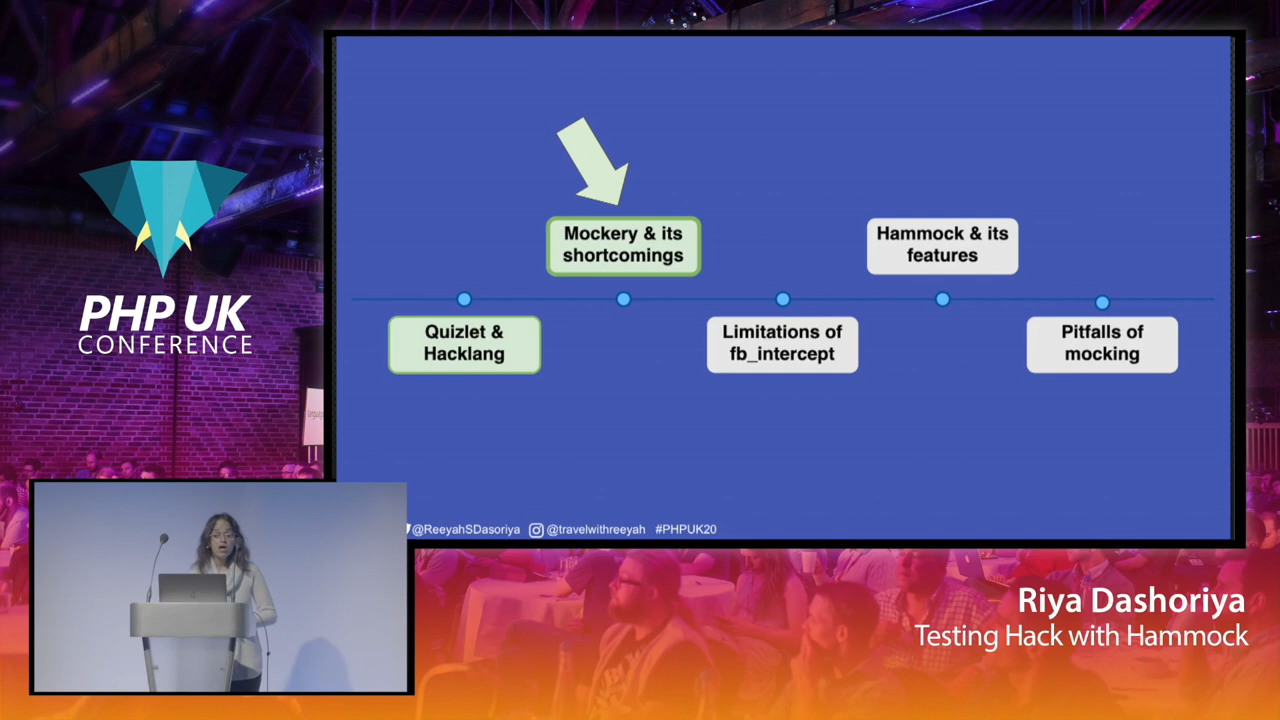 Mockery & its
shortcomings
Hammock & its
features
Quizlet &
Hacklang
Limitations of
fb_intercept
Pitfalls of
mocking
PHP UK
CONFERENCE
@ReeyahSDasoriya @travelwithreeyah #PHPUK20
Riya Dashoriya
Testing Hack with Hammock